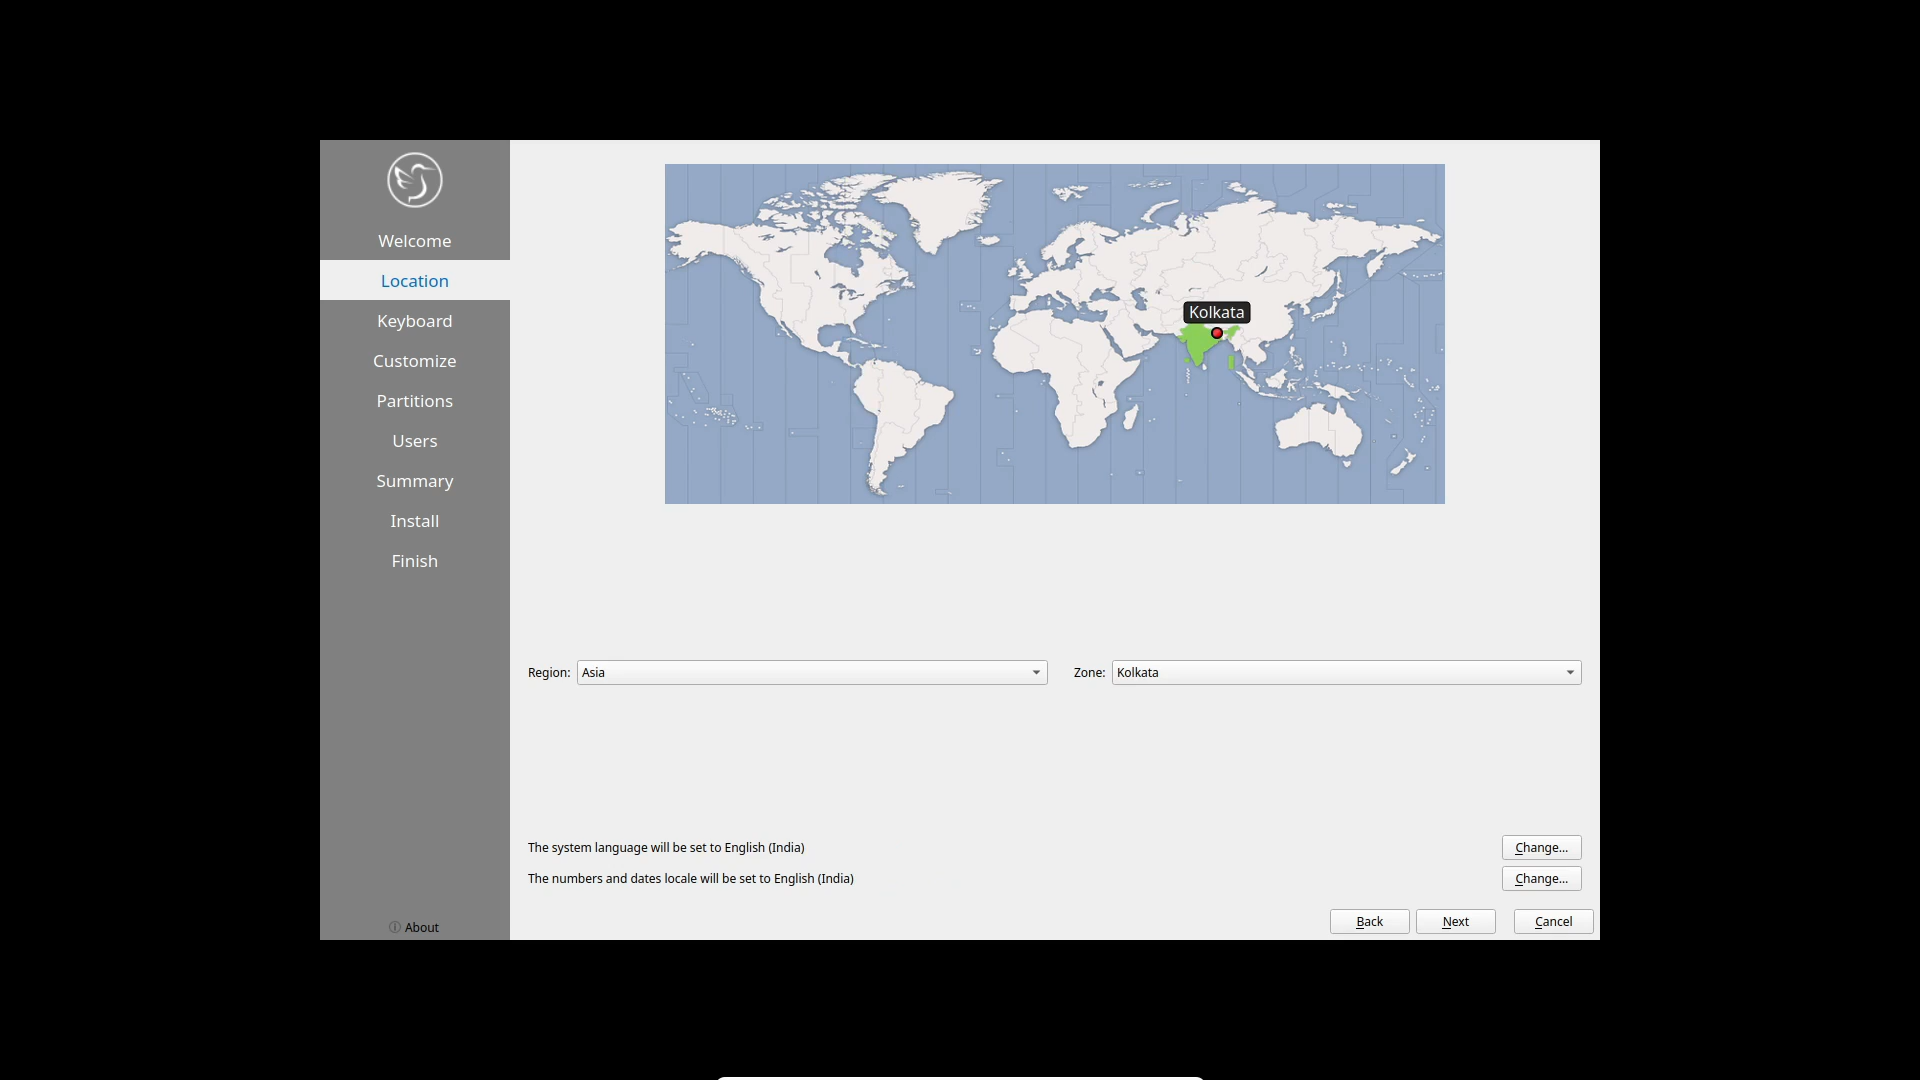 Welcome
Location
Keyboard
Customize
Partitions
Users
Summary
Install
Finish
About
Kolkata
Region: Asia
Zone: Kolkata
The system language will be set to English (India)
Change...
The numbers and dates locale will be set to English (India)
Change...
Back
Next
Cancel